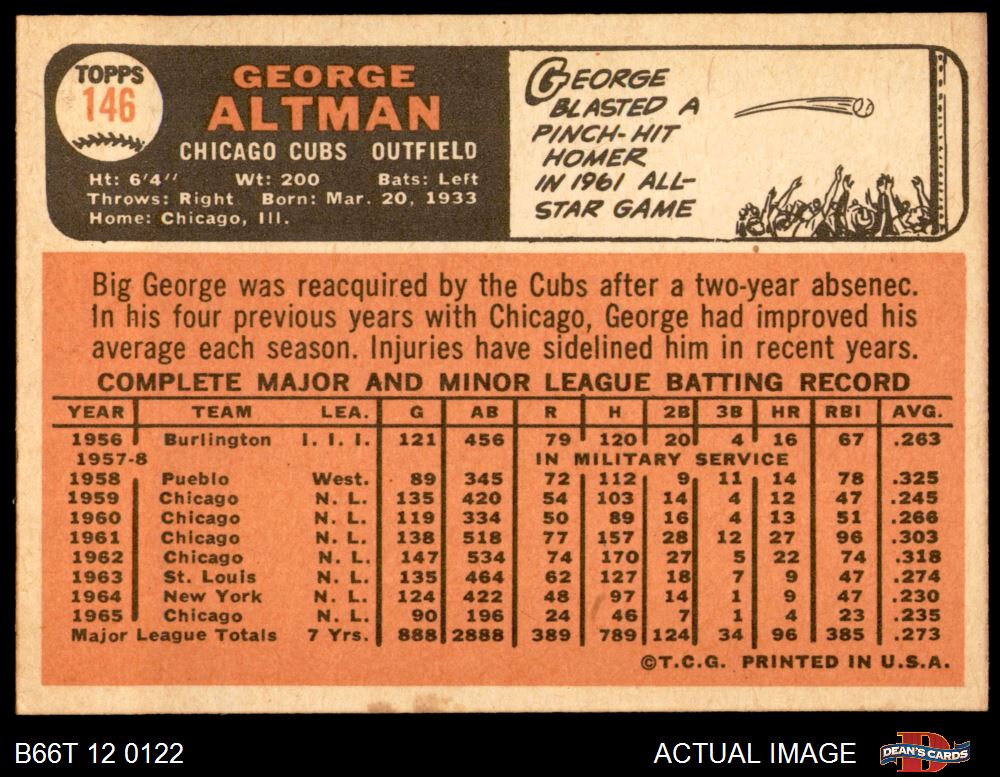 TOPPS
146
GEORGE
ALTMAN
CHICAGO CUBS OUTFIELD
Ht: 6'4" Wt: 200 Bats: Left
Throws: Right Born: Mar. 20, 1933
Home: Chicago, Ill.
GEORGE
BLASTED A
PINCH-HIT
HOMER
IN 1961 ALL-
STAR GAME
Big George was reacquired by the Cubs after a two-year absenec.
In his four previous years with Chicago, George had improved his
average each season. Injuries have sidelined him in recent years.
COMPLETE MAJOR AND MINOR LEAGUE BATTING RECORD
YEAR TEAM LEA. G AB R H 2B 3B HR RBI AVG.
1956 Burlington I. I. I. 121 456 79 120 20 4 16 67 .263
1957-8 IN MILITARY SERVICE
1958 Pueblo West. 89 345 72 112 9 11 14 78 .325
1959 Chicago N. L. 135 420 54 103 14 4 12 47 .245
1960 Chicago N. L. 119 334 50 89 16 4 13 51 .266
1961 Chicago N. L. 138 518 77 157 28 12 27 96 .303
1962 Chicago N. L. 147 534 74 170 27 5 22 74 .318
1963 St. Louis N. L. 135 464 62 127 18 7 9 47 .274
1964 New York N. L. 124 422 48 97 14 1 9 47 .230
1965 Chicago N. L. 90 196 24 46 7 1 4 23 .235
Major League Totals 7 Yrs. 888 2888 389 789 124 34 96 385 .273
©T.C.G. PRINTED IN U.S.A.
B66T 12 0122
ACTUAL IMAGE
D
DEAN'S CARDS